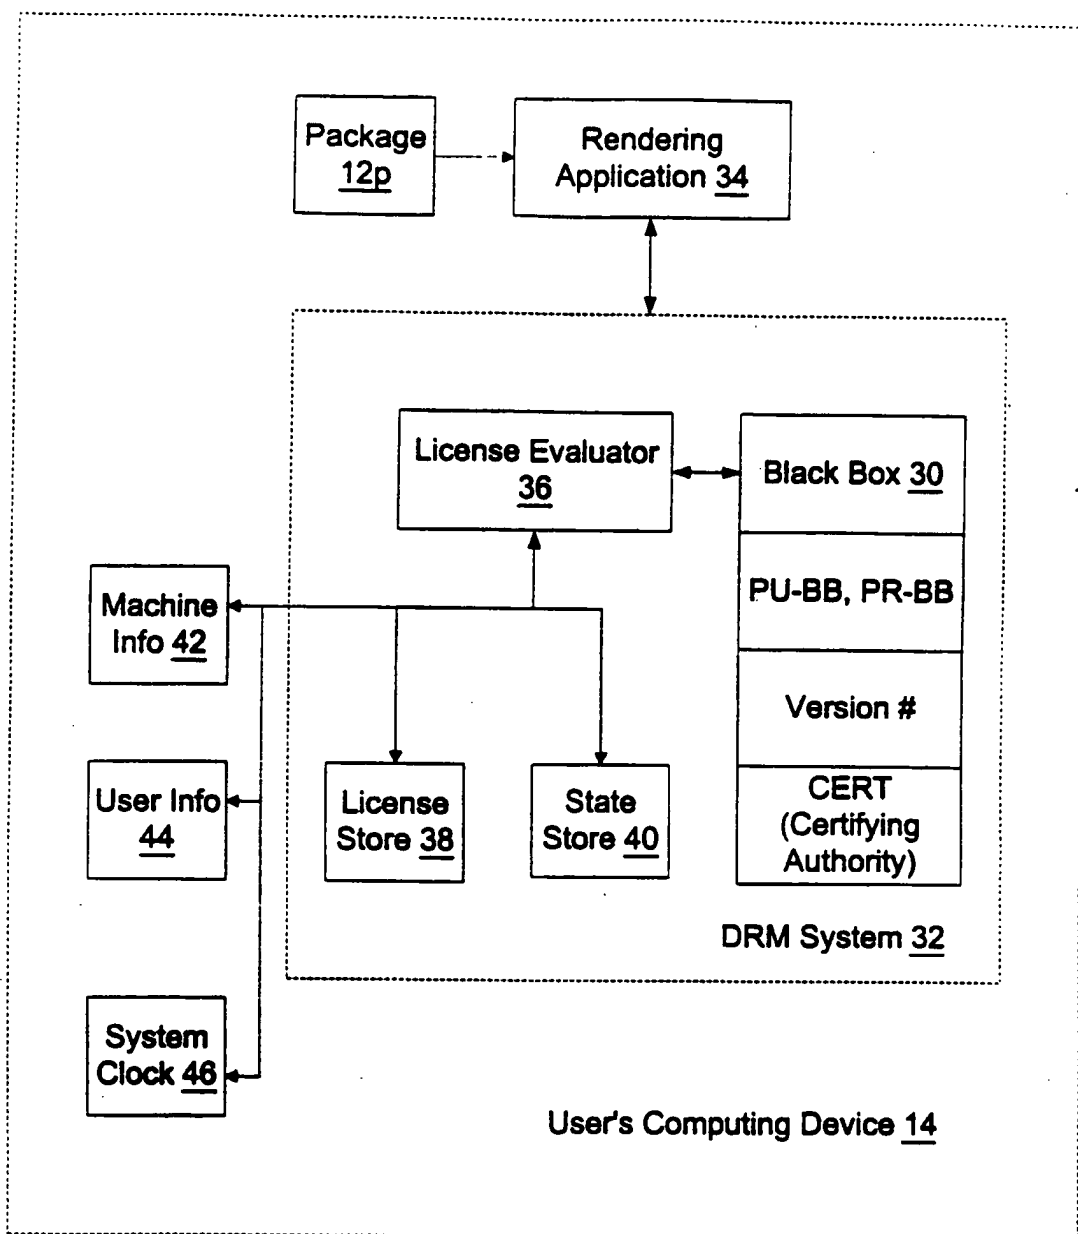 Package
12p
Rendering
Application 34
License Evaluator
36
Black Box 30
PU-BB, PR-BB
Version #
CERT
(Certifying
Authority)
Machine
Info 42
User Info
44
License
Store 38
State
Store 40
DRM System 32
System
Clock 46
User's Computing Device 14